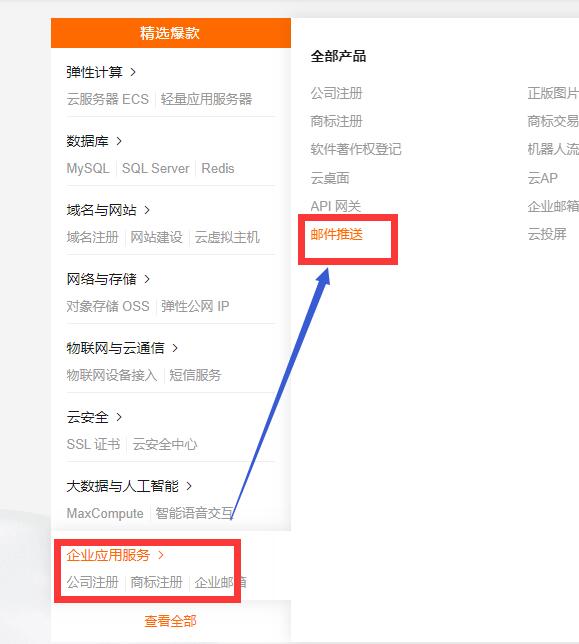 精选爆款
弹性计算 >
云服务器 ECS | 轻量应用服务器
数据库 >
MySQL | SQL Server | Redis
域名与网站 >
域名注册 | 网站建设 | 云虚拟主机
网络与存储 >
对象存储 OSS | 弹性公网 IP
物联网与云通信 >
物联网设备接入 | 短信服务
云安全 >
SSL 证书 | 云安全中心
大数据与人工智能 >
MaxCompute | 智能语音交互
企业应用服务 >
公司注册 | 商标注册 | 企业邮箱
查看全部
全部产品
公司注册
商标注册
软件著作权登记
云桌面
API 网关
邮件推送
正版图片
商标交易
机器人流
云AP
企业邮箱
云投屏